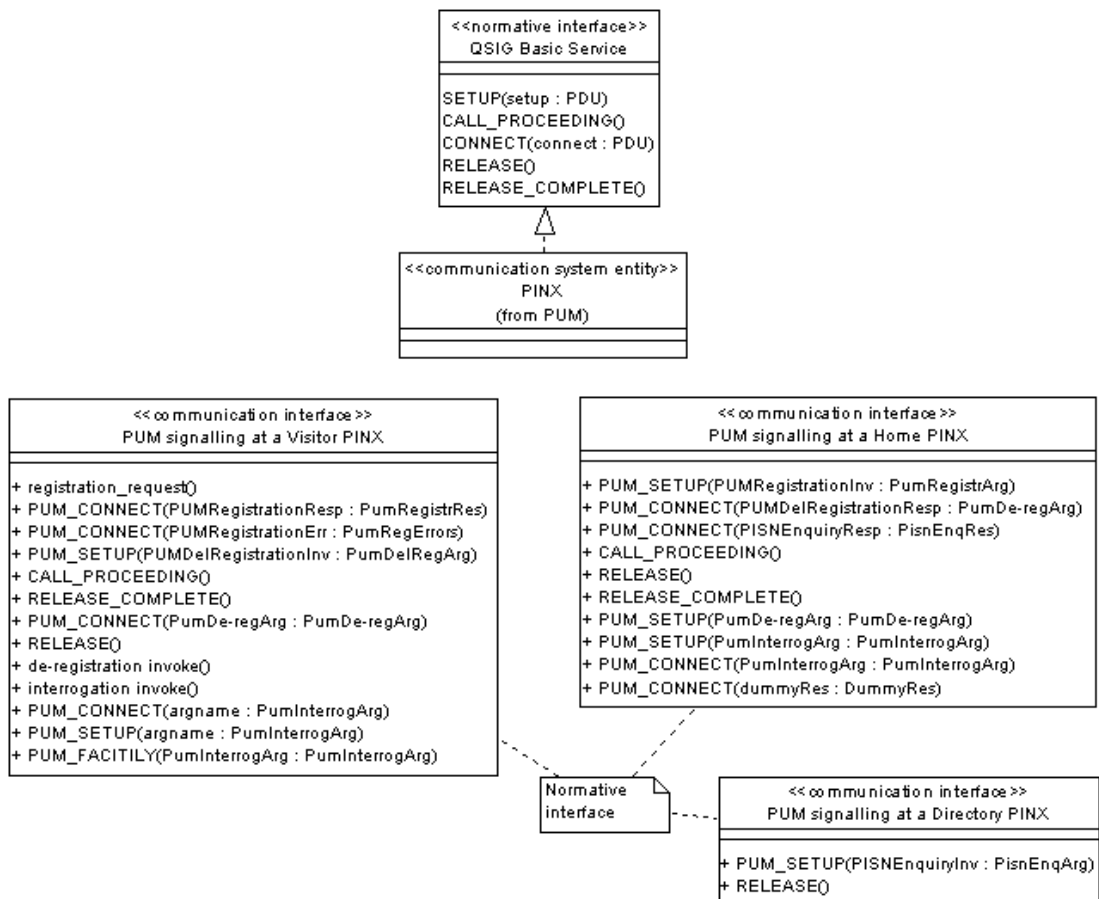 <<normative interface>>
QSIG Basic Service
SETUP(setup : PDU)
CALL_PROCEEDING()
CONNECT(connect : PDU)
RELEASE()
RELEASE_COMPLETE()
<<communication system entity>>
PINX
(from PUM)
<<communication interface>>
PUM signalling at a Visitor PINX
+ registration_request()
+ PUM_CONNECT(PUMRegistrationResp : PumRegistrRes)
+ PUM_CONNECT(PUMRegistrationErr : PumRegErrors)
+ PUM_SETUP(PUMDelRegistrationInv : PumDelRegArg)
+ CALL_PROCEEDING()
+ RELEASE_COMPLETE()
+ PUM_CONNECT(PumDe-regArg : PumDe-regArg)
+ RELEASE()
+ de-registration invoke()
+ interrogation invoke()
+ PUM_CONNECT(argname : PumInterrogArg)
+ PUM_SETUP(argname : PumInterrogArg)
+ PUM_FACITILY(PumInterrogArg : PumInterrogArg)
<<communication interface>>
PUM signalling at a Home PINX
+ PUM_SETUP(PUMRegistrationInv : PumRegistrArg)
+ PUM_CONNECT(PUMDelRegistrationResp : PumDe-regArg)
+ PUM_CONNECT(PISNEnquiryResp : PisnEnqRes)
+ CALL_PROCEEDING()
+ RELEASE()
+ RELEASE_COMPLETE()
+ PUM_SETUP(PumDe-regArg : PumDe-regArg)
+ PUM_SETUP(PumInterrogArg : PumInterrogArg)
+ PUM_CONNECT(PumInterrogArg : PumInterrogArg)
+ PUM_CONNECT(dummyRes : DummyRes)
Normative
interface
<<communication interface>>
PUM signalling at a Directory PINX
+ PUM_SETUP(PISNEnquiryInv : PisnEnqArg)
+ RELEASE()